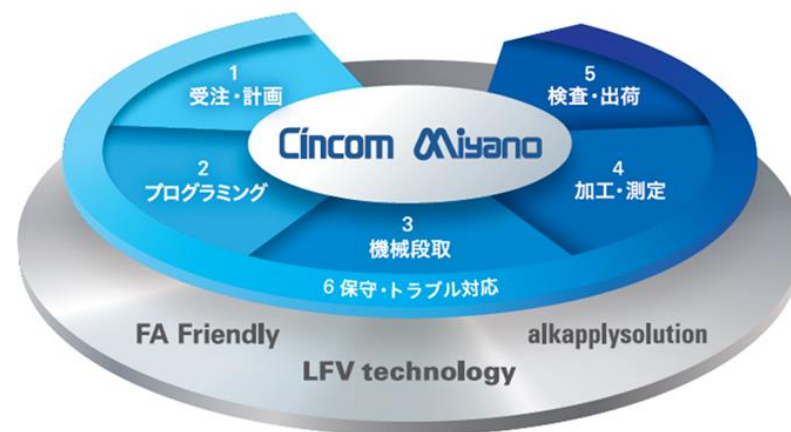 1
受注・計画
2
プログラミング
3
機械段取
4
加工・測定
5
検査・出荷
Cincom Miyano
6 保守・トラブル対応
FA Friendly
LFV technology
alkapplysolution